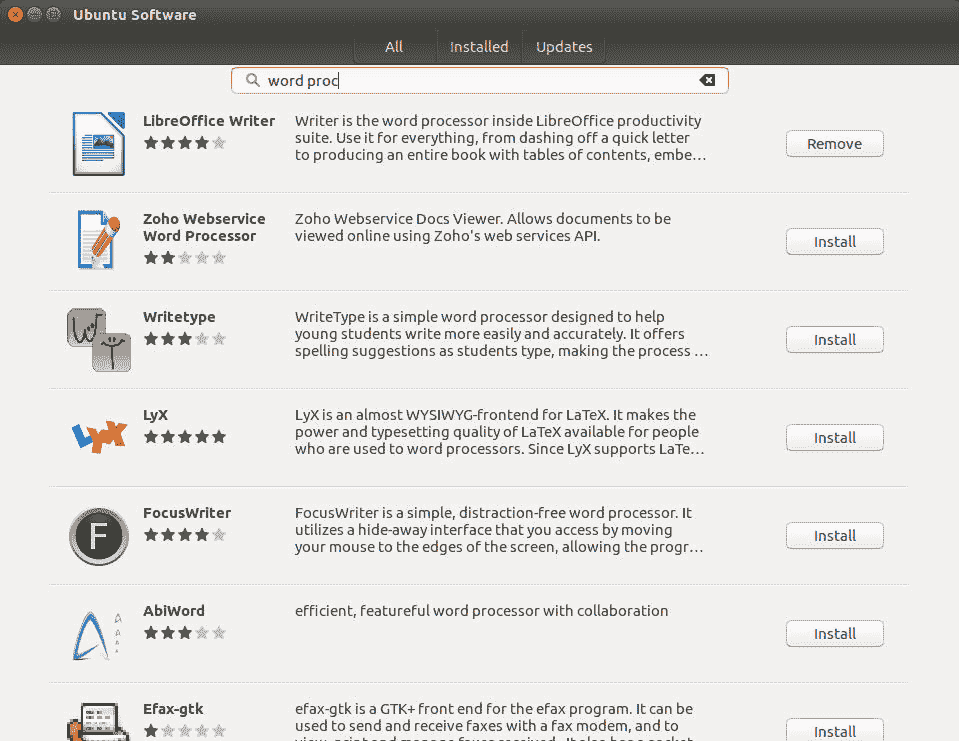 Ubuntu Software
All Installed Updates
word proc
LibreOffice Writer
Writer is the word processor inside LibreOffice productivity
suite. Use it for everything, from dashing off a quick letter
to producing an entire book with tables of contents, embe…
Remove
Zoho Webservice
Word Processor
Zoho Webservice Docs Viewer. Allows documents to be
viewed online using Zoho's web services API.
Install
Writetype
WriteType is a simple word processor designed to help
young students write more easily and accurately. It offers
spelling suggestions as students type, making the process …
Install
LyX
LyX is an almost WYSIWYG-frontend for LaTeX. It makes the
power and typesetting quality of LaTeX available for people
who are used to word processors. Since LyX supports LaTe…
Install
FocusWriter
FocusWriter is a simple, distraction-free word processor. It
utilizes a hide-away interface that you access by moving
your mouse to the edges of the screen, allowing the progr…
Install
AbiWord
efficient, featureful word processor with collaboration
Install
Efax-gtk
efax-gtk is a GTK+ front end for the efax program. It can be
used to send and receive faxes with a fax modem, and to
Install